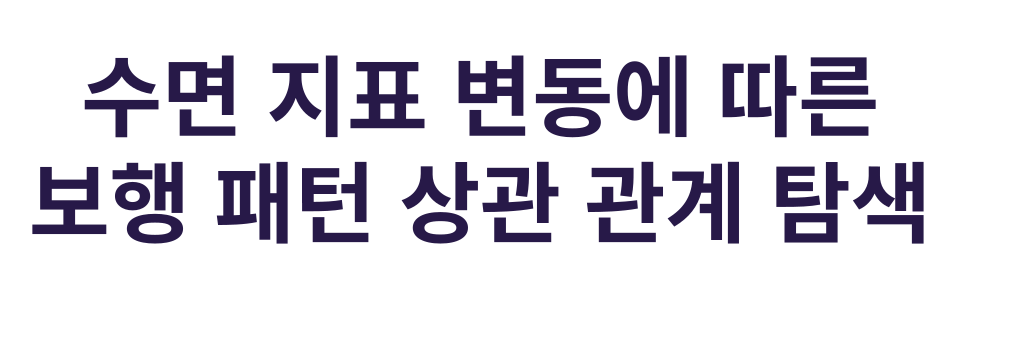 수면 지표 변동에 따른
보행 패턴 상관 관계 탐색